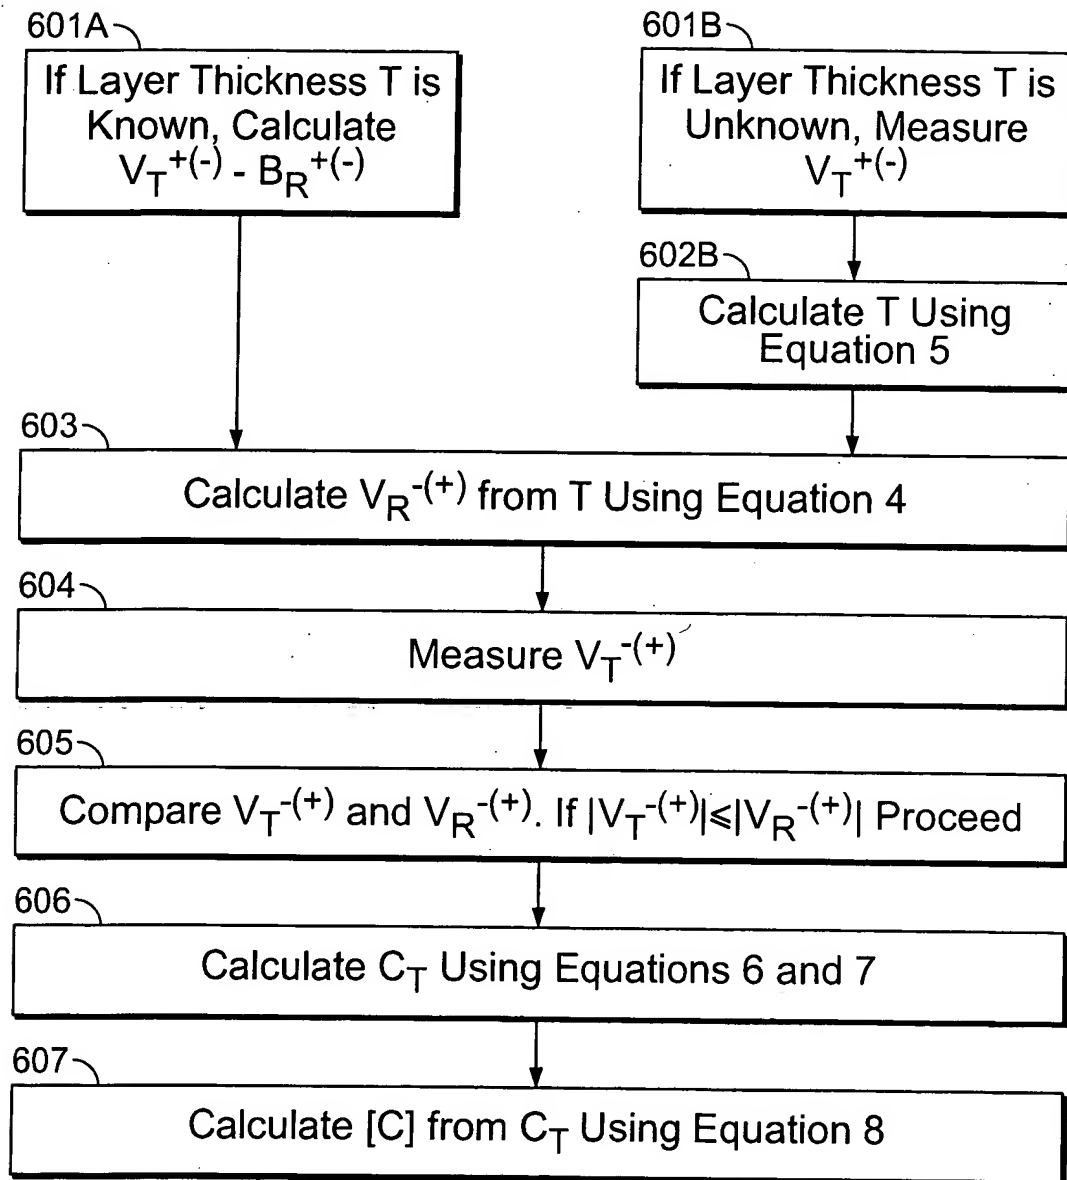 601A
If Layer Thickness T is
Known, Calculate
V_T^+(-) - B_R^+(-)
601B
If Layer Thickness T is
Unknown, Measure
V_T^+(-)
602B
Calculate T Using
Equation 5
603
Calculate V_R^-(+) from T Using Equation 4
604
Measure V_T^-(+)
605
Compare V_T^-(+) and V_R^-(+). If |V_T^-(+)|⩽|V_R^-(+)| Proceed
606
Calculate C_T Using Equations 6 and 7
607
Calculate [C] from C_T Using Equation 8